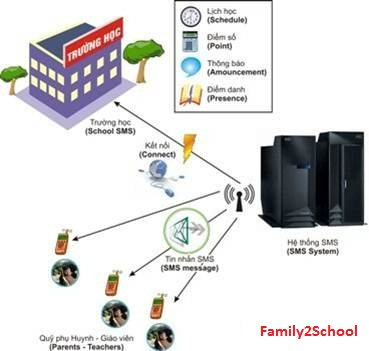 TRƯỜNG HỌC
Lịch học
(Schedule)
Điểm số
(Point)
Thông báo
(Amouncement)
Điểm danh
(Presence)
Trường học
(School SMS)
Kết nối
(Connect)
Hệ thống SMS
(SMS System)
Tin nhắn SMS
(SMS message)
Quý phụ Huynh - Giáo viên
(Parents - Teachers)
Family2School